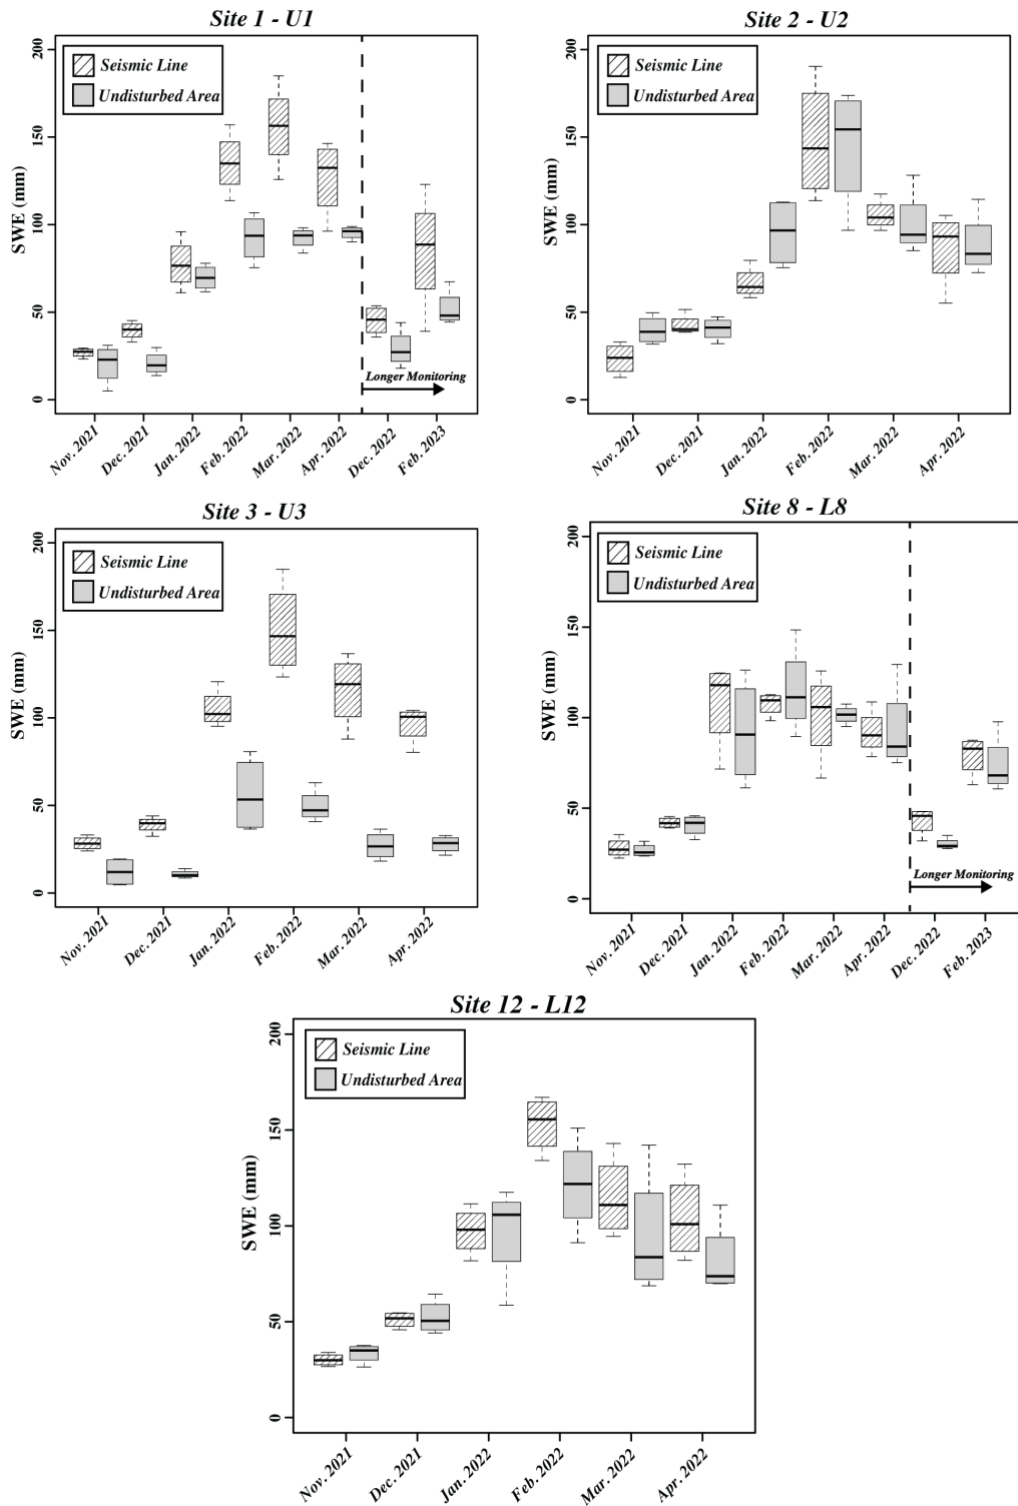 Site 1 - U1
Seismic Line
Undisturbed Area
SWE (mm)
200
150
100
50
0
Longer Monitoring
Nov. 2021
Dec. 2021
Jan. 2022
Feb. 2022
Mar. 2022
Apr. 2022
Dec. 2022
Feb. 2023
Site 2 - U2
Seismic Line
Undisturbed Area
SWE (mm)
200
150
100
50
0
Nov. 2021
Dec. 2021
Jan. 2022
Feb. 2022
Mar. 2022
Apr. 2022
Site 3 - U3
Seismic Line
Undisturbed Area
SWE (mm)
200
150
100
50
0
Nov. 2021
Dec. 2021
Jan. 2022
Feb. 2022
Mar. 2022
Apr. 2022
Site 8 - L8
Seismic Line
Undisturbed Area
SWE (mm)
200
150
100
50
0
Longer Monitoring
Nov. 2021
Dec. 2021
Jan. 2022
Feb. 2022
Mar. 2022
Apr. 2022
Dec. 2022
Feb. 2023
Site 12 - L12
Seismic Line
Undisturbed Area
SWE (mm)
200
150
100
50
0
Nov. 2021
Dec. 2021
Jan. 2022
Feb. 2022
Mar. 2022
Apr. 2022